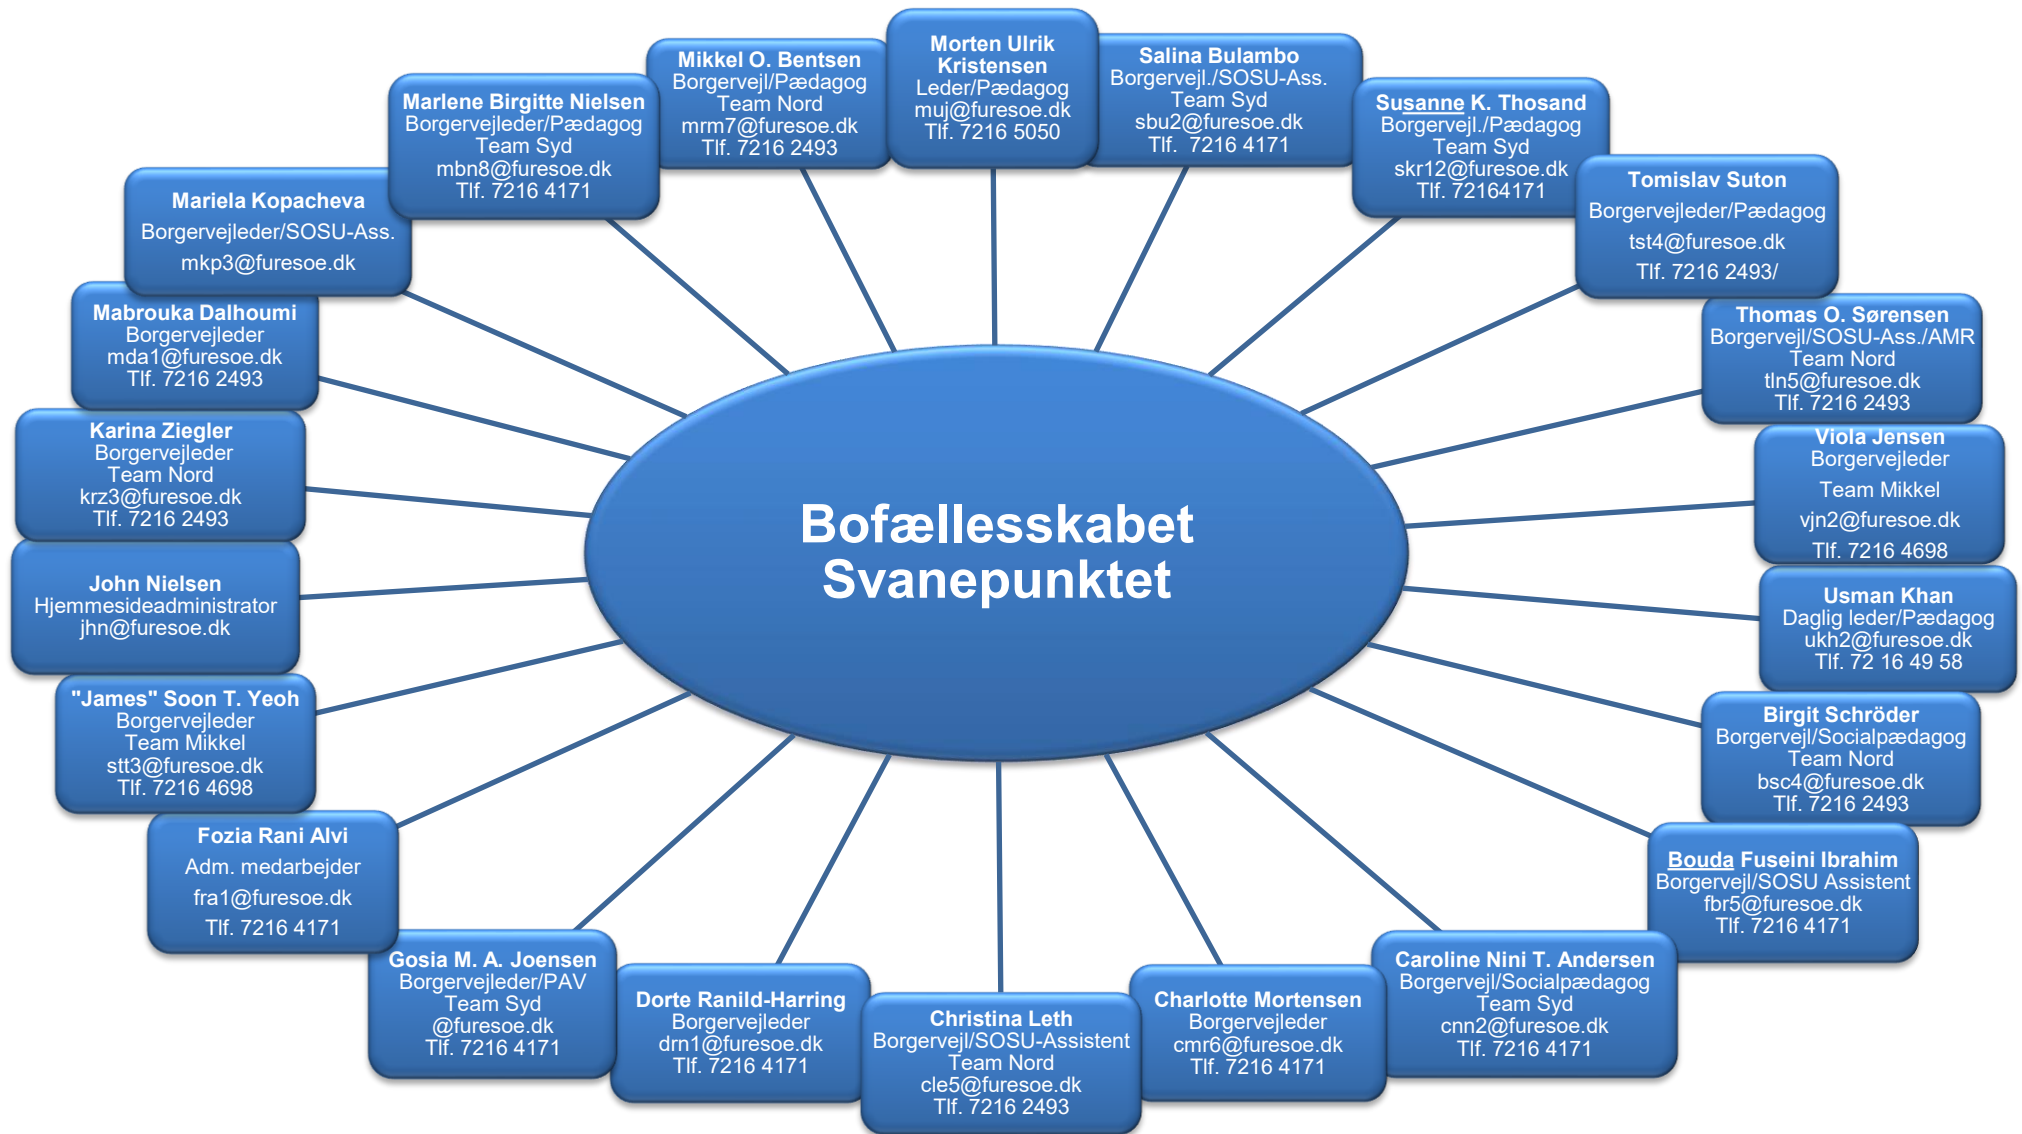 Morten Ulrik
Kristensen
Leder/Pædagog
muj@furesoe.dk
Tlf. 7216 5050
Salina Bulambo
Borgervejl./SOSU-Ass.
Team Syd
sbu2@furesoe.dk
Tlf.  7216 4171
Susanne K. Thosand
Borgervejl./Pædagog
Team Syd
skr12@furesoe.dk
Tlf. 72164171
Tomislav Suton
Borgervejleder/Pædagog
tst4@furesoe.dk
Tlf. 7216 2493/
Thomas O. Sørensen
Borgervejl/SOSU-Ass./AMR
Team Nord
tln5@furesoe.dk
Tlf. 7216 2493
Viola Jensen
Borgervejleder
Team Mikkel
vjn2@furesoe.dk
Tlf. 7216 4698
Usman Khan
Daglig leder/Pædagog
ukh2@furesoe.dk
Tlf. 72 16 49 58
Birgit Schröder
Borgervejl/Socialpædagog
Team Nord
bsc4@furesoe.dk
Tlf. 7216 2493
Bouda Fuseini Ibrahim
Borgervejl/SOSU Assistent
fbr5@furesoe.dk
Tlf. 7216 4171
Caroline Nini T. Andersen
Borgervejl/Socialpædagog
Team Syd
cnn2@furesoe.dk
Tlf. 7216 4171
Charlotte Mortensen
Borgervejleder
cmr6@furesoe.dk
Tlf. 7216 4171
Christina Leth
Borgervejl/SOSU-Assistent
Team Nord
cle5@furesoe.dk
Tlf. 7216 2493
Dorte Ranild-Harring
Borgervejleder
drn1@furesoe.dk
Tlf. 7216 4171
Gosia M. A. Joensen
Borgervejleder/PAV
Team Syd
@furesoe.dk
Tlf. 7216 4171
Fozia Rani Alvi
Adm. medarbejder
fra1@furesoe.dk
Tlf. 7216 4171
"James" Soon T. Yeoh
Borgervejleder
Team Mikkel
stt3@furesoe.dk
Tlf. 7216 4698
John Nielsen
Hjemmesideadministrator
jhn@furesoe.dk
Karina Ziegler
Borgervejleder
Team Nord
krz3@furesoe.dk
Tlf. 7216 2493
Mabrouka Dalhoumi
Borgervejleder
mda1@furesoe.dk
Tlf. 7216 2493
Mariela Kopacheva
Borgervejleder/SOSU-Ass.
mkp3@furesoe.dk
Marlene Birgitte Nielsen
Borgervejleder/Pædagog
Team Syd
mbn8@furesoe.dk
Tlf. 7216 4171
Mikkel O. Bentsen
Borgervejl/Pædagog
Team Nord
mrm7@furesoe.dk
Tlf. 7216 2493
Bofællesskabet
Svanepunktet